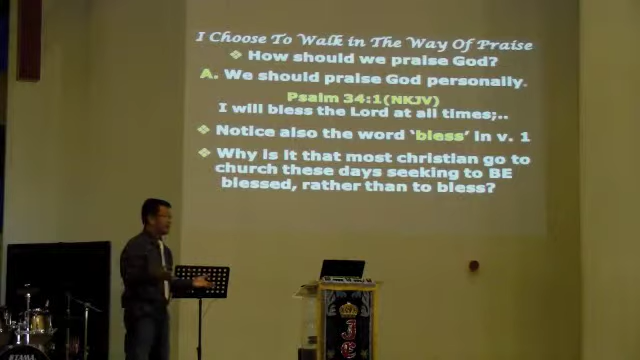 I Choose To Walk in The Way Of Praise
❖ How should we praise God?
A. We should praise God personally.
Psalm 34:1(NKJV)
I will bless the Lord at all times;..
❖ Notice also the word 'bless' in v. 1
❖ Why is it that most christian go to
church these days seeking to BE
blessed, rather than to bless?
TAMA